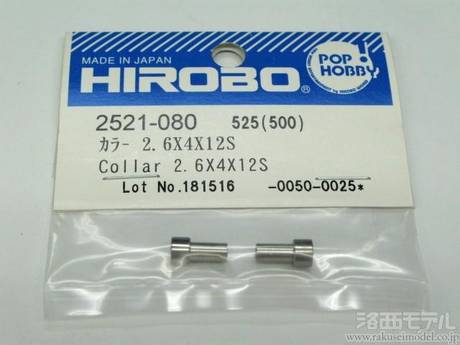 MADE IN JAPAN
HIROBO®
POP!
HOBBY
2521-080 525(500)
ｶﾗｰ 2.6X4X12S
Collar 2.6X4X12S
Lot No.181516 -0050-0025*
洛西モデル
www.rakuseimodel.co.jp